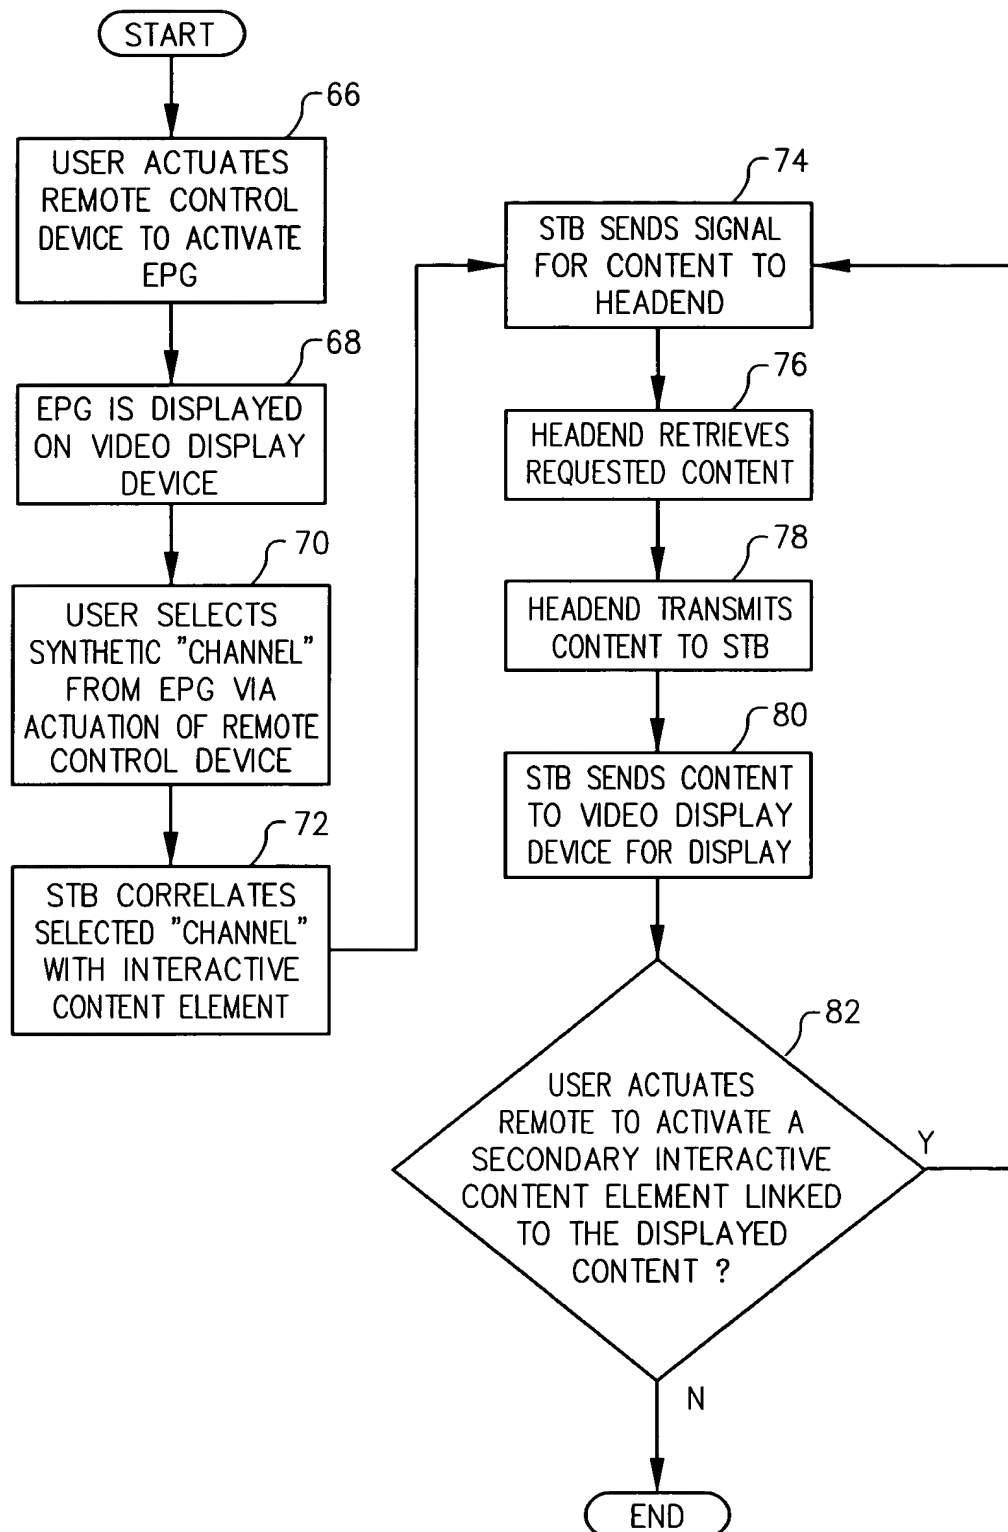 START
66
USER ACTUATES
REMOTE CONTROL
DEVICE TO ACTIVATE
EPG
68
EPG IS DISPLAYED
ON VIDEO DISPLAY
DEVICE
70
USER SELECTS
SYNTHETIC "CHANNEL"
FROM EPG VIA
ACTUATION OF REMOTE
CONTROL DEVICE
72
STB CORRELATES
SELECTED "CHANNEL"
WITH INTERACTIVE
CONTENT ELEMENT
74
STB SENDS SIGNAL
FOR CONTENT TO
HEADEND
76
HEADEND RETRIEVES
REQUESTED CONTENT
78
HEADEND TRANSMITS
CONTENT TO STB
80
STB SENDS CONTENT
TO VIDEO DISPLAY
DEVICE FOR DISPLAY
82
USER ACTUATES
REMOTE TO ACTIVATE A
SECONDARY INTERACTIVE
CONTENT ELEMENT LINKED
TO THE DISPLAYED
CONTENT ?
Y
N
END